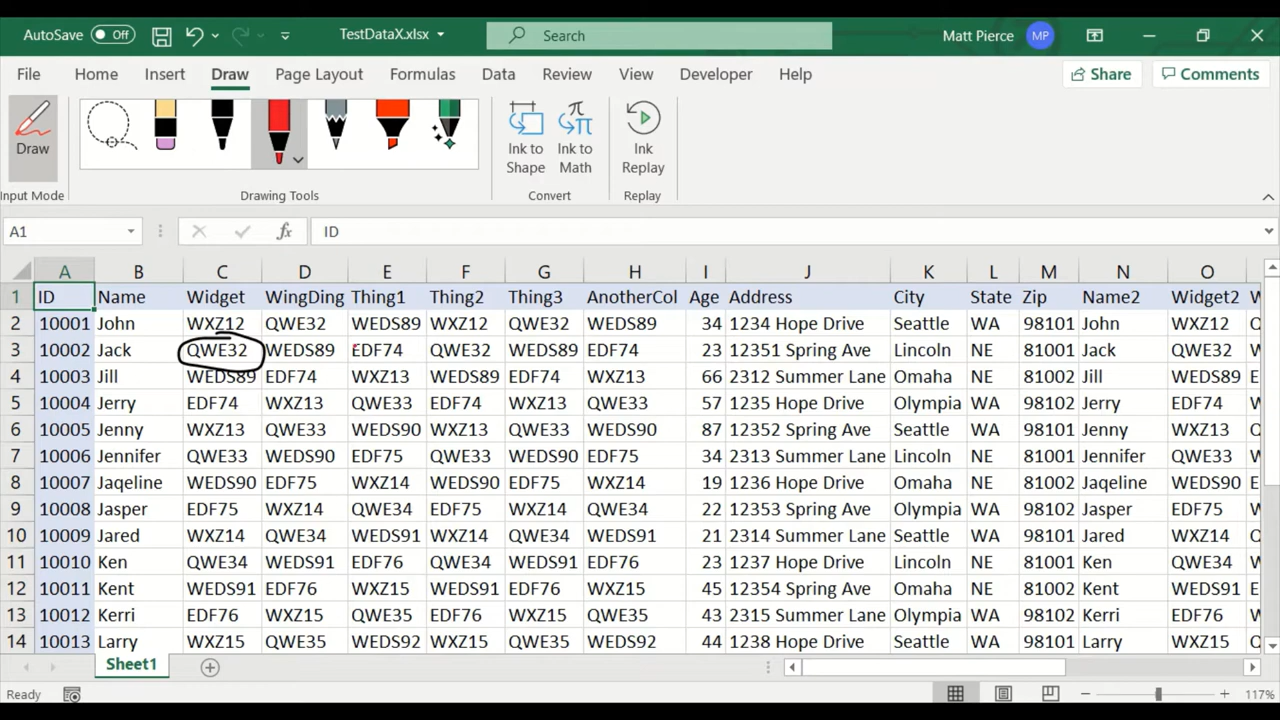 AutoSave Off TestDataX.xlsx Search Matt Pierce MP
File Home Insert Draw Page Layout Formulas Data Review View Developer Help Share Comments
Draw Ink to Shape Ink to Math Ink Replay
Input Mode Drawing Tools Convert Replay
A1 fx ID
A B C D E F G H I J K L M N O
1 ID Name Widget WingDing Thing1 Thing2 Thing3 AnotherCol Age Address City State Zip Name2 Widget2
2 10001 John WXZ12 QWE32 WEDS89 WXZ12 QWE32 WEDS89 34 1234 Hope Drive Seattle WA 98101 John WXZ12
3 10002 Jack QWE32 WEDS89 EDF74 QWE32 WEDS89 EDF74 23 12351 Spring Ave Lincoln NE 81001 Jack QWE32
4 10003 Jill WEDS89 EDF74 WXZ13 WEDS89 EDF74 WXZ13 66 2312 Summer Lane Omaha NE 81002 Jill WEDS89
5 10004 Jerry EDF74 WXZ13 QWE33 EDF74 WXZ13 QWE33 57 1235 Hope Drive Olympia WA 98102 Jerry EDF74
6 10005 Jenny WXZ13 QWE33 WEDS90 WXZ13 QWE33 WEDS90 87 12352 Spring Ave Seattle WA 98101 Jenny WXZ13
7 10006 Jennifer QWE33 WEDS90 EDF75 QWE33 WEDS90 EDF75 34 2313 Summer Lane Lincoln NE 81001 Jennifer QWE33
8 10007 Jaqeline WEDS90 EDF75 WXZ14 WEDS90 EDF75 WXZ14 19 1236 Hope Drive Omaha NE 81002 Jaqeline WEDS90
9 10008 Jasper EDF75 WXZ14 QWE34 EDF75 WXZ14 QWE34 22 12353 Spring Ave Olympia WA 98102 Jasper EDF75
10 10009 Jared WXZ14 QWE34 WEDS91 WXZ14 QWE34 WEDS91 21 2314 Summer Lane Seattle WA 98101 Jared WXZ14
11 10010 Ken QWE34 WEDS91 EDF76 QWE34 WEDS91 EDF76 23 1237 Hope Drive Lincoln NE 81001 Ken QWE34
12 10011 Kent WEDS91 EDF76 WXZ15 WEDS91 EDF76 WXZ15 45 12354 Spring Ave Omaha NE 81002 Kent WEDS91
13 10012 Kerri EDF76 WXZ15 QWE35 EDF76 WXZ15 QWE35 43 2315 Summer Lane Olympia WA 98102 Kerri EDF76
14 10013 Larry WXZ15 QWE35 WEDS92 WXZ15 QWE35 WEDS92 44 1238 Hope Drive Seattle WA 98101 Larry WXZ15
Sheet1
Ready 117%